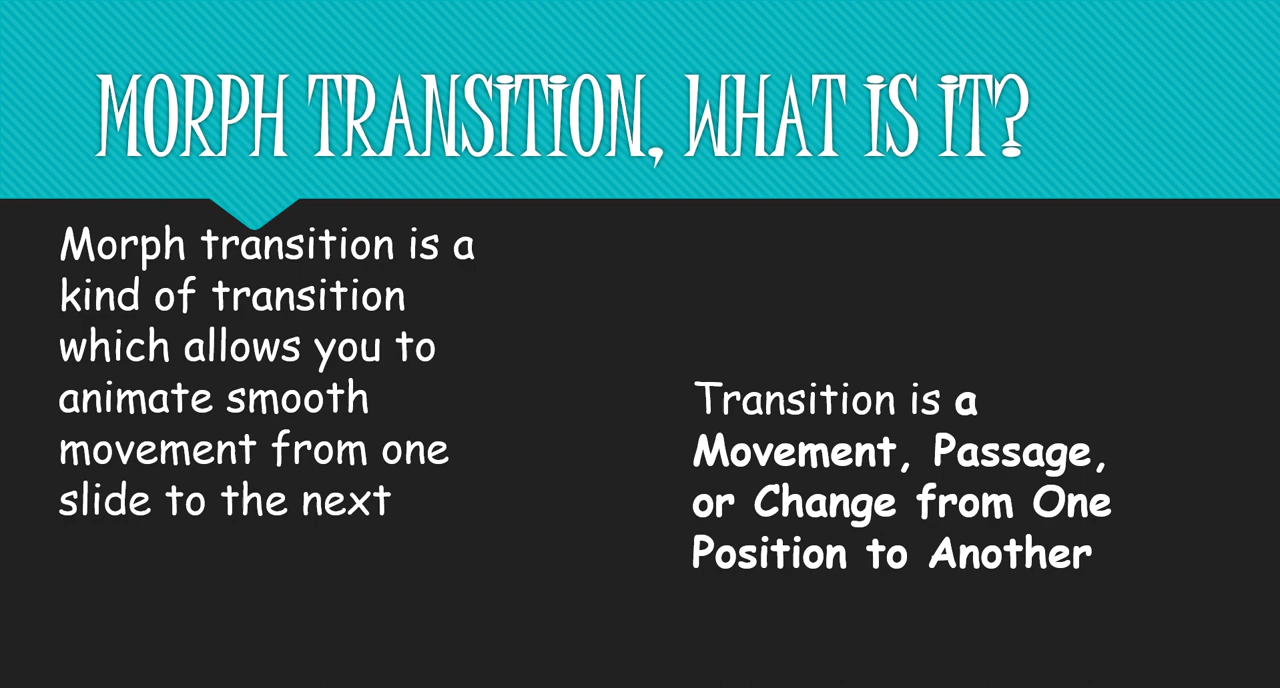 MORPH TRANSITION, WHAT IS IT?
Morph transition is a
kind of transition
which allows you to
animate smooth
movement from one
slide to the next
Transition is a
Movement, Passage,
or Change from One
Position to Another